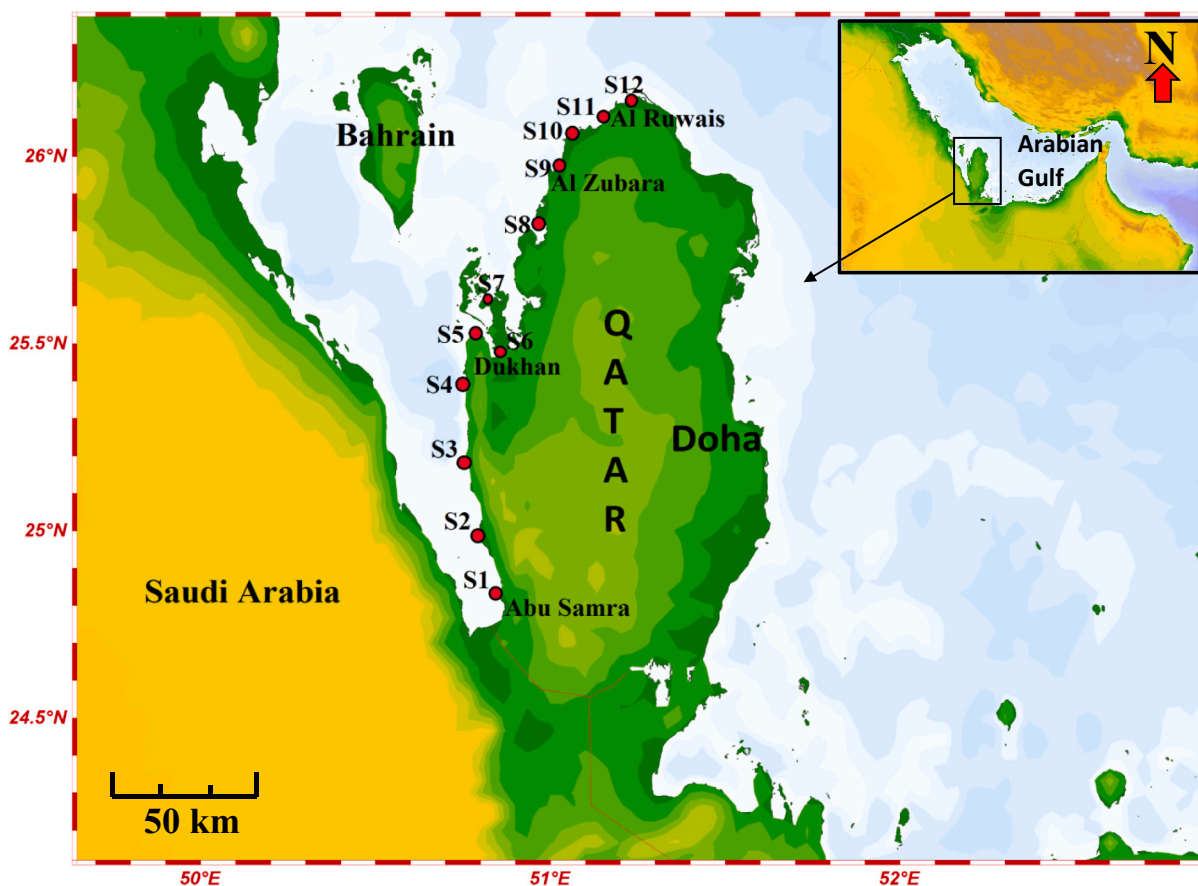 N
Arabian
Gulf
S12
S11
Al Ruwais
S10
Bahrain
26°N
S9
Al Zubara
S8
S7
Q
A
T
A
R
S5
S6
25.5°N
Dukhan
S4
Doha
S3
25°N
S2
S1
Saudi Arabia
Abu Samra
24.5°N
50 km
50°E
51°E
52°E